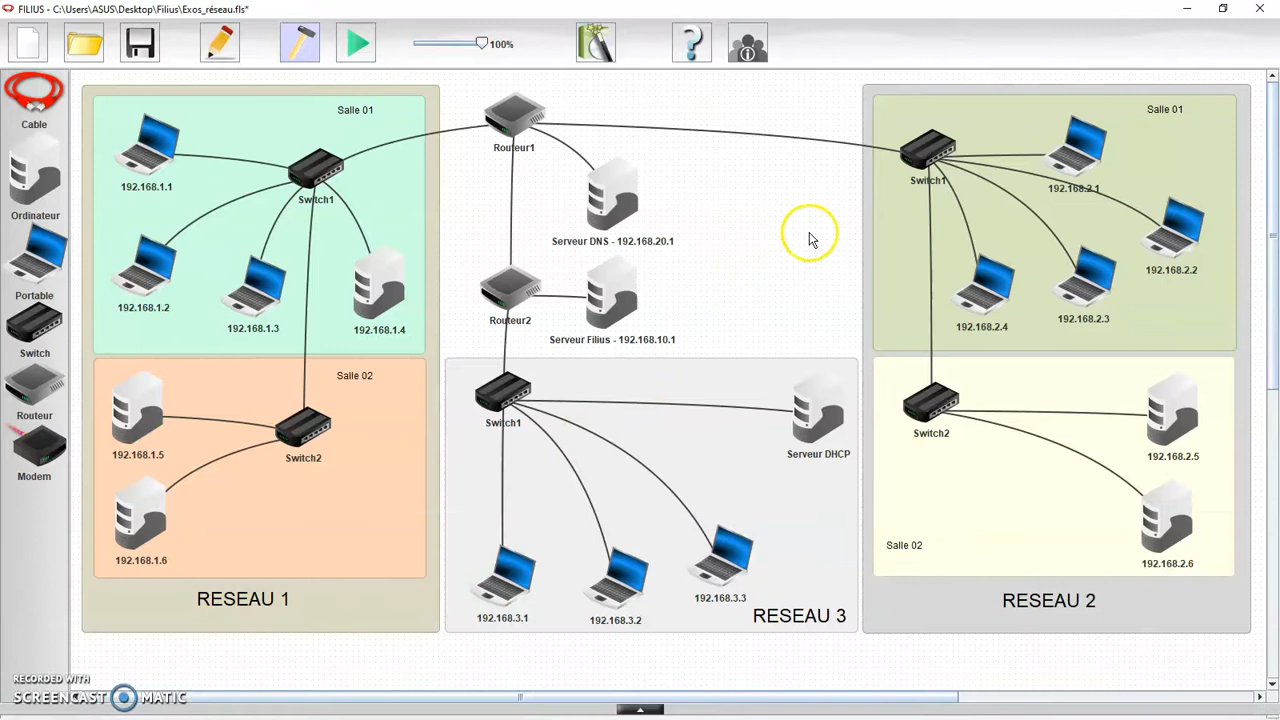 FILIUS - C:\Users\ASUS\Desktop\Filius\Exos_réseau.fls*
100%
Cable
Ordinateur
Portable
Switch
Routeur
Modem
Salle 01
192.168.1.1
Switch1
192.168.1.2
192.168.1.3
192.168.1.4
Salle 02
192.168.1.5
Switch2
192.168.1.6
RESEAU 1
Routeur1
Serveur DNS - 192.168.20.1
Routeur2
Serveur Filius - 192.168.10.1
Switch1
Serveur DHCP
192.168.3.1
192.168.3.2
192.168.3.3
RESEAU 3
Salle 01
Switch1
192.168.2.1
192.168.2.2
192.168.2.3
192.168.2.4
Switch2
192.168.2.5
Salle 02
192.168.2.6
RESEAU 2
RECORDED WITH
SCREENCAST MATIC